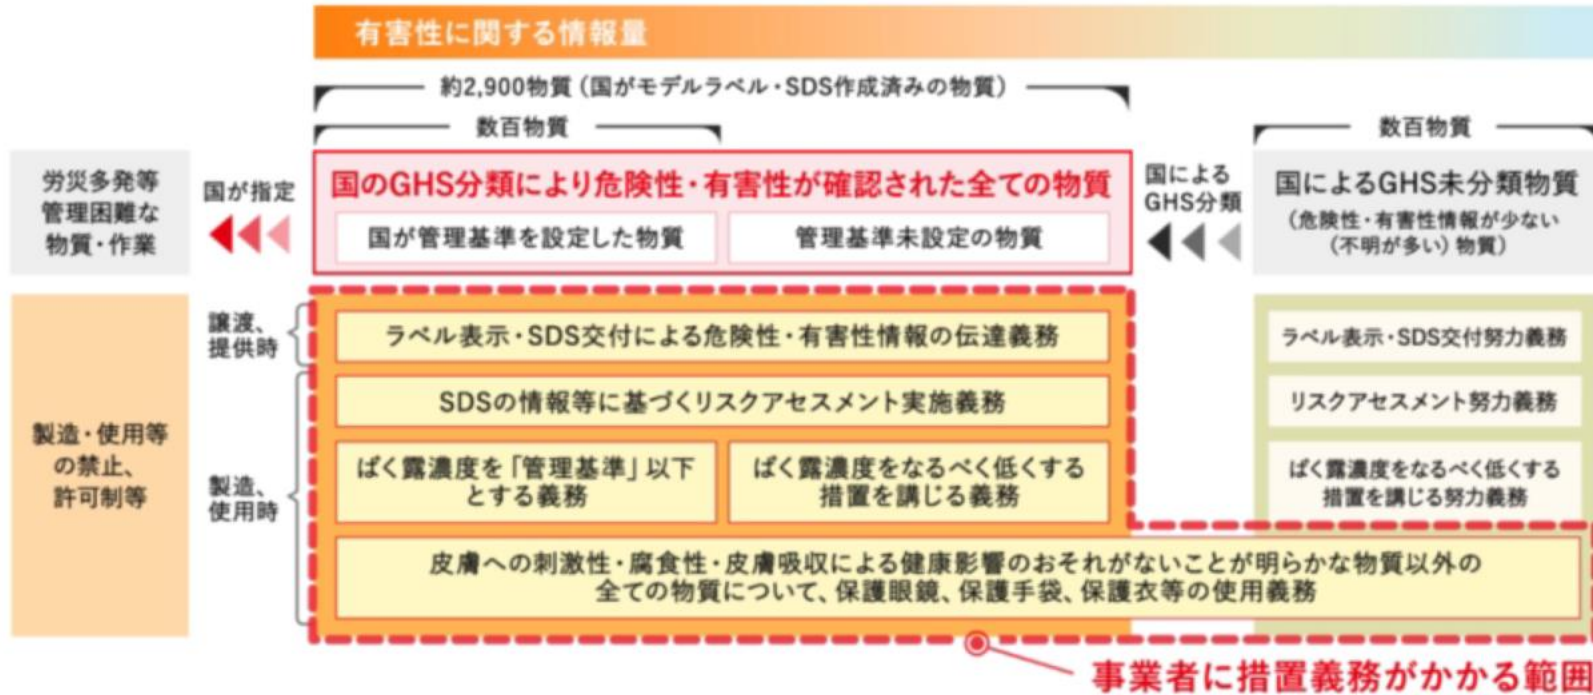 有害性に関する情報量
約2,900物質（国がモデルラベル・SDS作成済みの物質）
数百物質
数百物質
労災多発等
管理困難な
物質・作業
国が指定
国のGHS分類により危険性・有害性が確認された全ての物質
国が管理基準を設定した物質
管理基準未設定の物質
国による
GHS分類
国によるGHS未分類物質
（危険性・有害性情報が少ない
（不明が多い）物質）
製造・使用等
の禁止、
許可制等
譲渡、
提供時
ラベル表示・SDS交付による危険性・有害性情報の伝達義務
製造、
使用時
SDSの情報等に基づくリスクアセスメント実施義務
ばく露濃度を「管理基準」以下
とする義務
ばく露濃度をなるべく低くする
措置を講じる義務
ラベル表示・SDS交付努力義務
リスクアセスメント努力義務
ばく露濃度をなるべく低くする
措置を講じる努力義務
皮膚への刺激性・腐食性・皮膚吸収による健康影響のおそれがないことが明らかな物質以外の
全ての物質について、保護眼鏡、保護手袋、保護衣等の使用義務
事業者に措置義務がかかる範囲